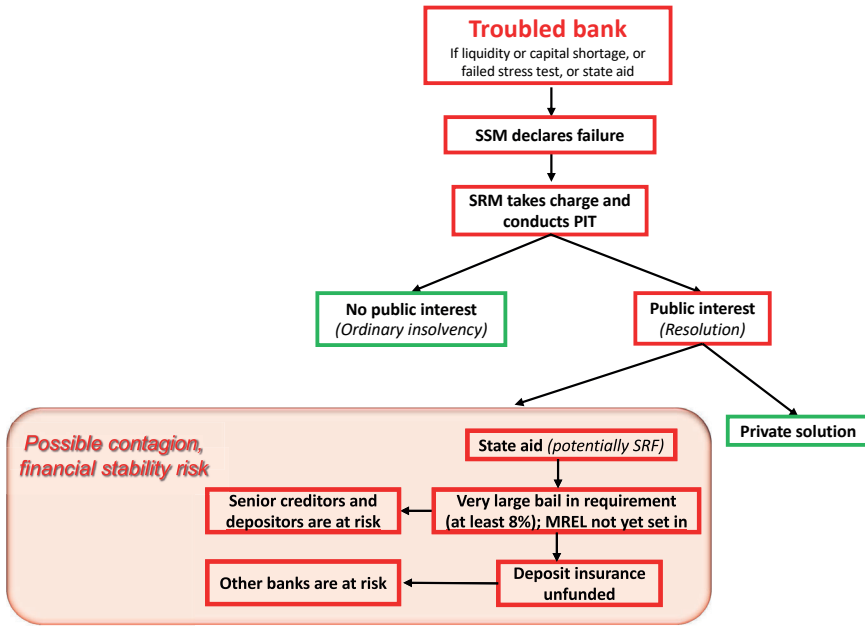 Troubled bank
If liquidity or capital shortage, or
failed stress test, or state aid
SSM declares failure
SRM takes charge and
conducts PIT
No public interest
(Ordinary insolvency)
Public interest
(Resolution)
Private solution
Possible contagion,
financial stability risk
State aid (potentially SRF)
Senior creditors and
depositors are at risk
Very large bail in requirement
(at least 8%); MREL not yet set in
Other banks are at risk
Deposit insurance
unfunded